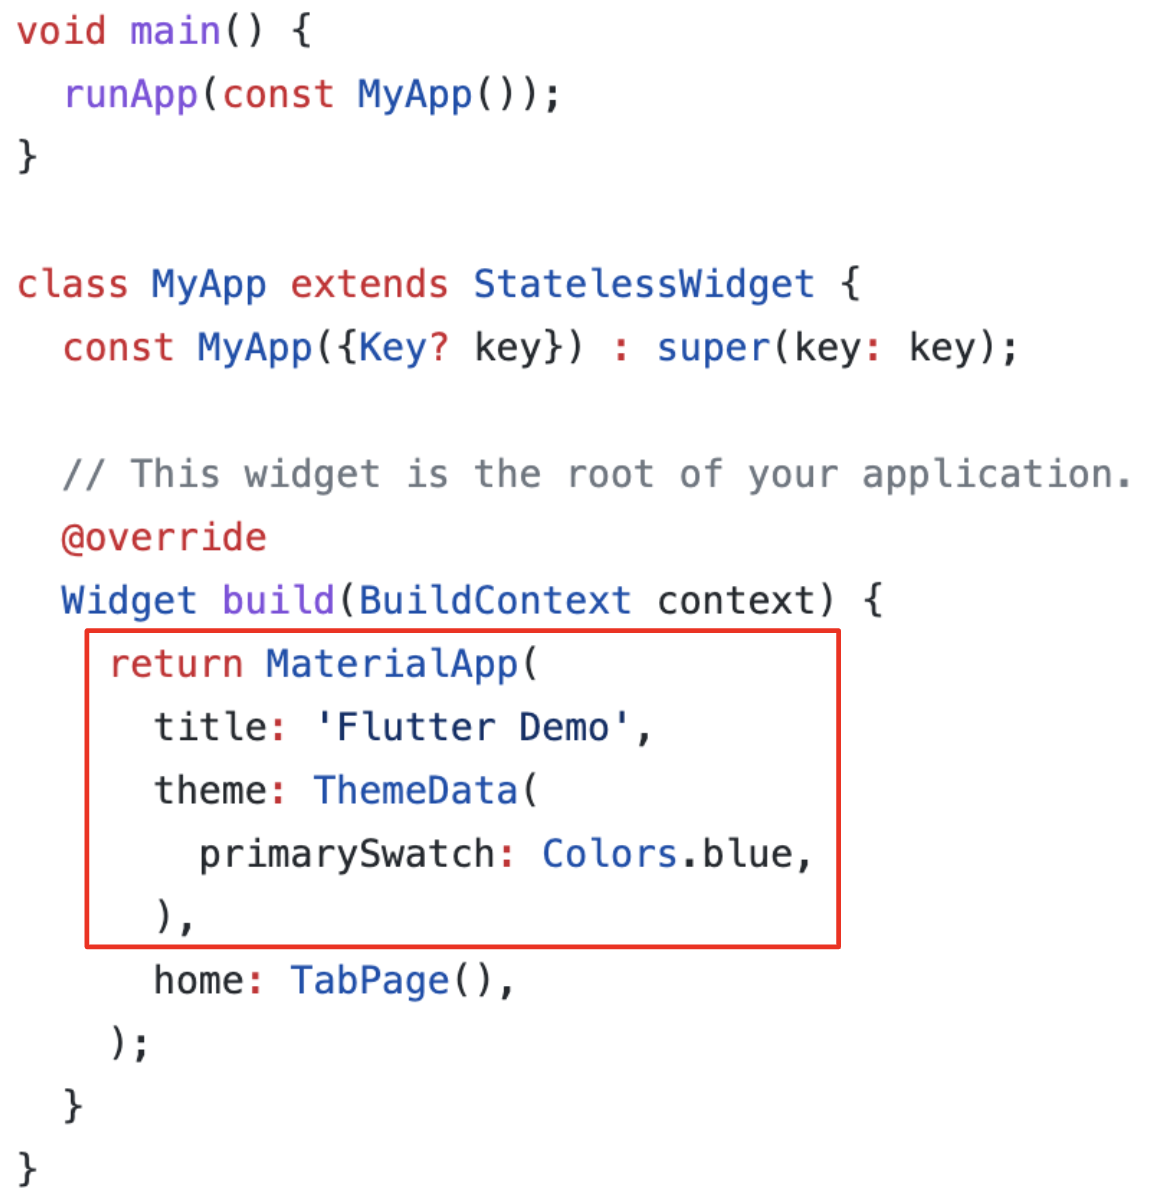 void main() {
  runApp(const MyApp());
}

class MyApp extends StatelessWidget {
  const MyApp({Key? key}) : super(key: key);

  // This widget is the root of your application.
  @override
  Widget build(BuildContext context) {
    return MaterialApp(
      title: 'Flutter Demo',
      theme: ThemeData(
        primarySwatch: Colors.blue,
      ),
      home: TabPage(),
    );
  }
}